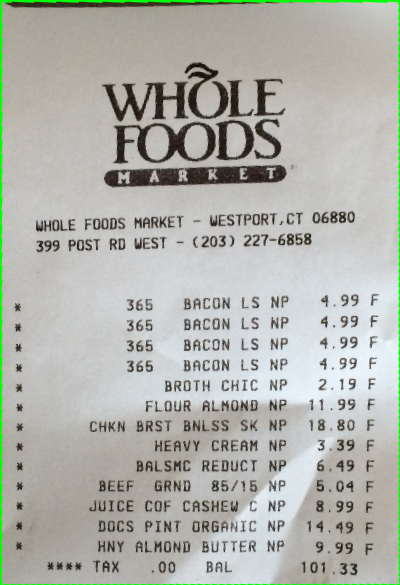 WHOLE
FOODS
MARKET
WHOLE FOODS MARKET - WESTPORT,CT 06880
399 POST RD WEST - (203) 227-6858
* 365 BACON LS NP 4.99 F
* 365 BACON LS NP 4.99 F
* 365 BACON LS NP 4.99 F
* 365 BACON LS NP 4.99 F
* BROTH CHIC NP 2.19 F
* FLOUR ALMOND NP 11.99 F
* CHKN BRST BNLSS SK NP 18.80 F
* HEAVY CREAM NP 3.39 F
* BALSMC REDUCT NP 6.49 F
* BEEF GRND 85/15 NP 5.04 F
* JUICE COF CASHEW C NP 8.99 F
* DOCS PINT ORGANIC NP 14.49 F
* HNY ALMOND BUTTER NP 9.99 F
**** TAX .00 BAL 101.33